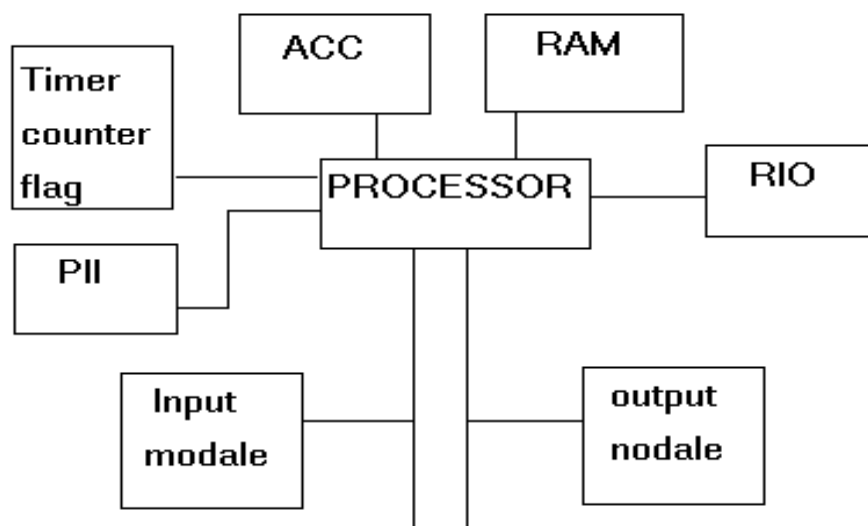 ACC
RAM
Timer
counter
flag
PROCESSOR
RIO
PII
Input
modale
output
nodale